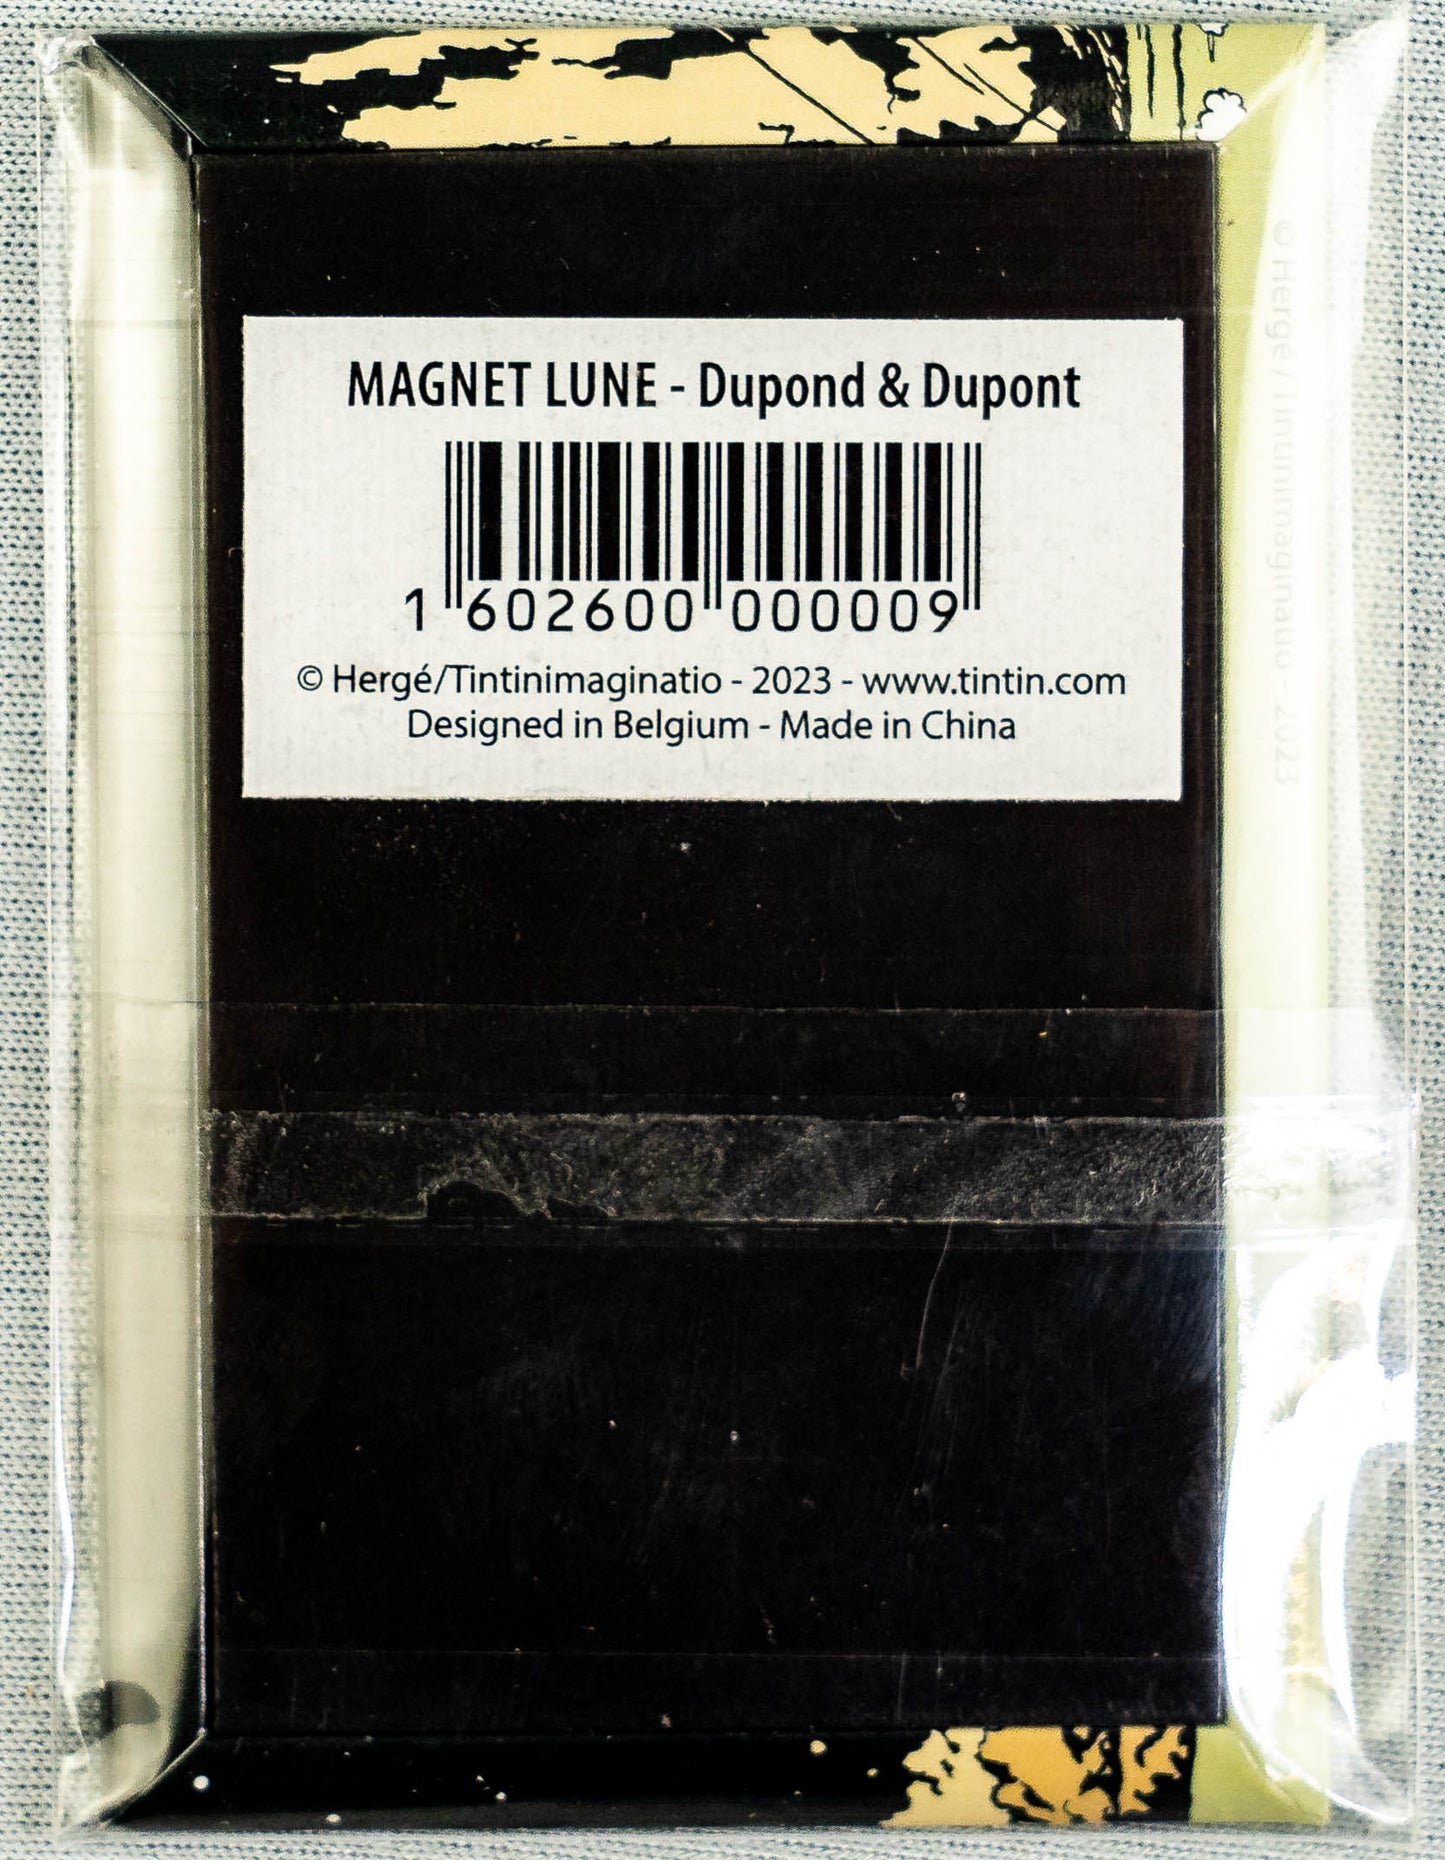 MAGNET LUNE - Dupond & Dupont
1 602600 000009
© Hergé/Tintinimaginatio - 2023 - www.tintin.com
Designed in Belgium - Made in China
© Hergé / Tintinimaginatio - 2023